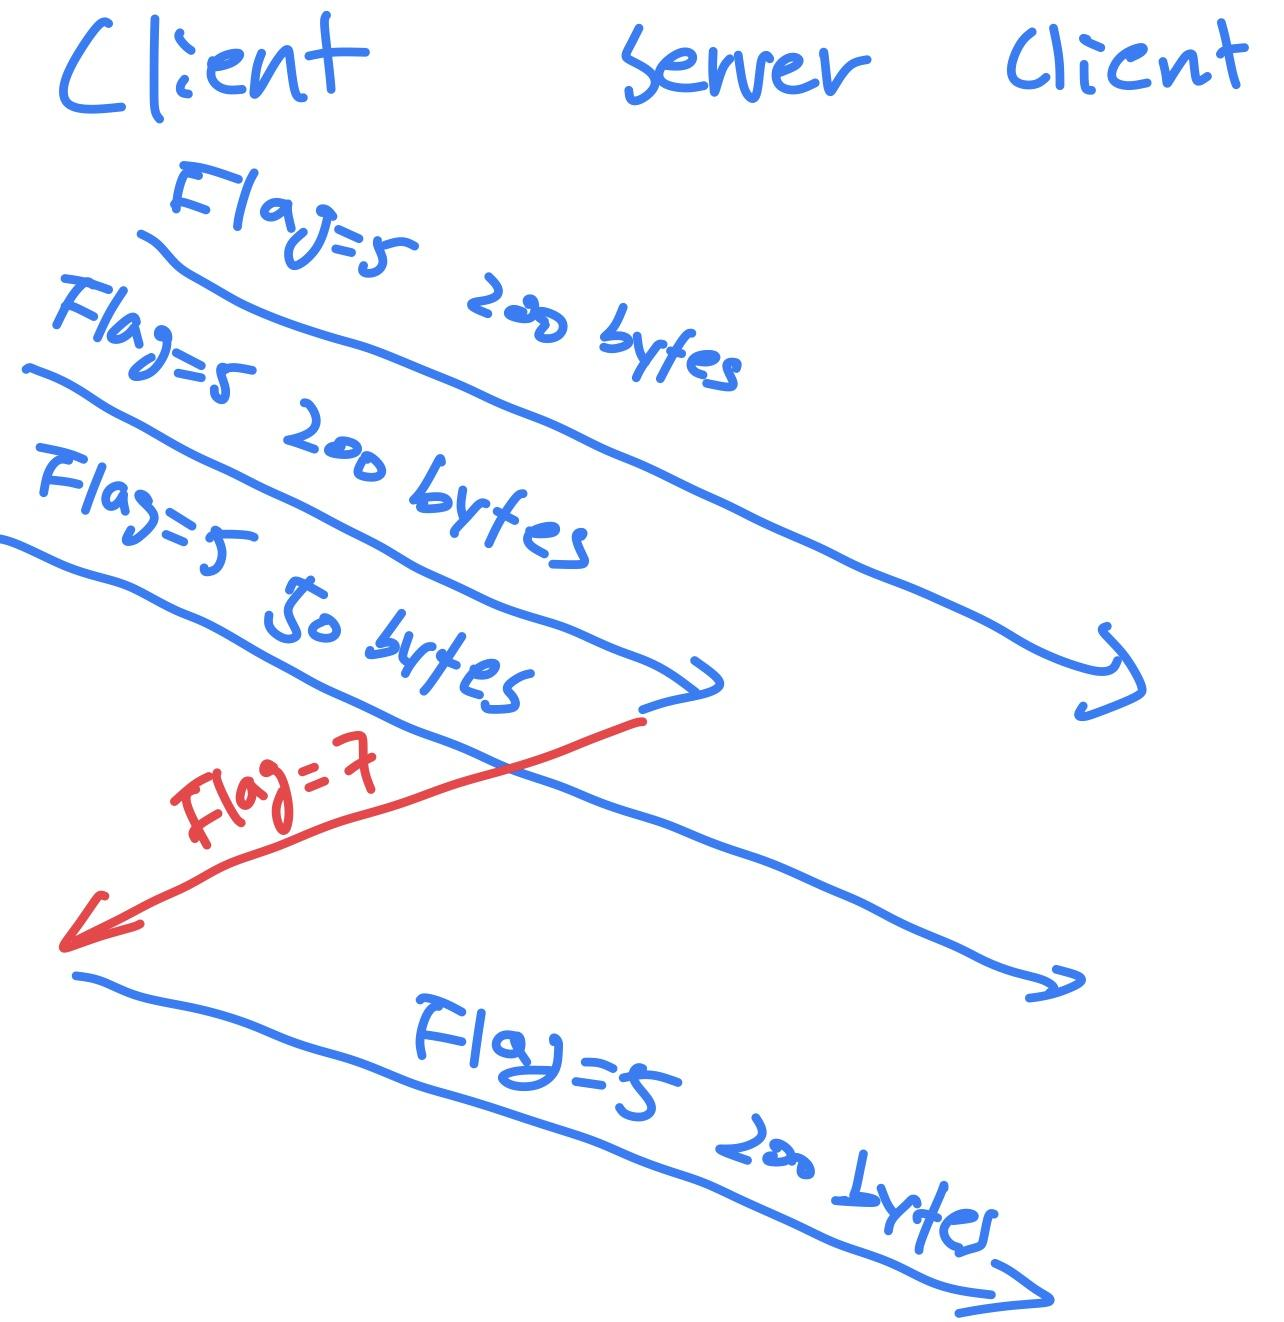 Client Server Client
Flag=5 200 bytes
Flag=5 200 bytes
Flag=5 50 bytes
Flag=7
Flag=5 200 bytes